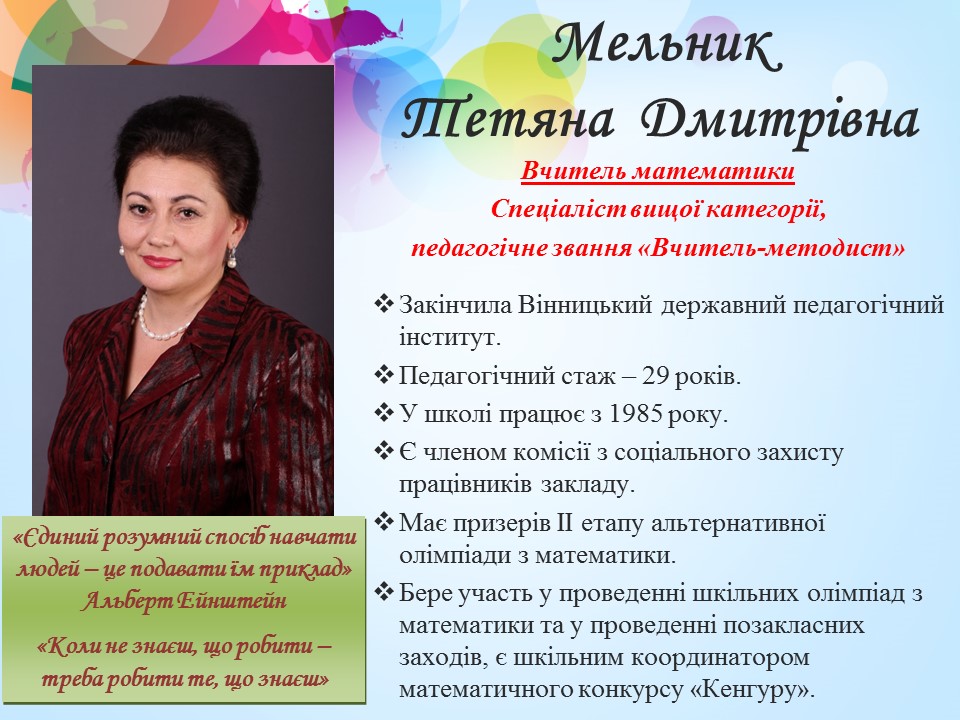 Мельник
Тетяна Дмитрівна
Вчитель математики
Спеціаліст вищої категорії,
педагогічне звання «Вчитель-методист»
Закінчила Вінницький державний педагогічний
інститут.
Педагогічний стаж – 29 років.
У школі працює з 1985 року.
Є членом комісії з соціального захисту
працівників закладу.
Має призерів ІІ етапу альтернативної
олімпіади з математики.
Бере участь у проведенні шкільних олімпіад з
математики та у проведенні позакласних
заходів, є шкільним координатором
математичного конкурсу «Кенгуру».
«Єдиний розумний спосіб навчати
людей – це подавати їм приклад»
Альберт Ейнштейн
«Коли не знаєш, що робити –
треба робити те, що знаєш»